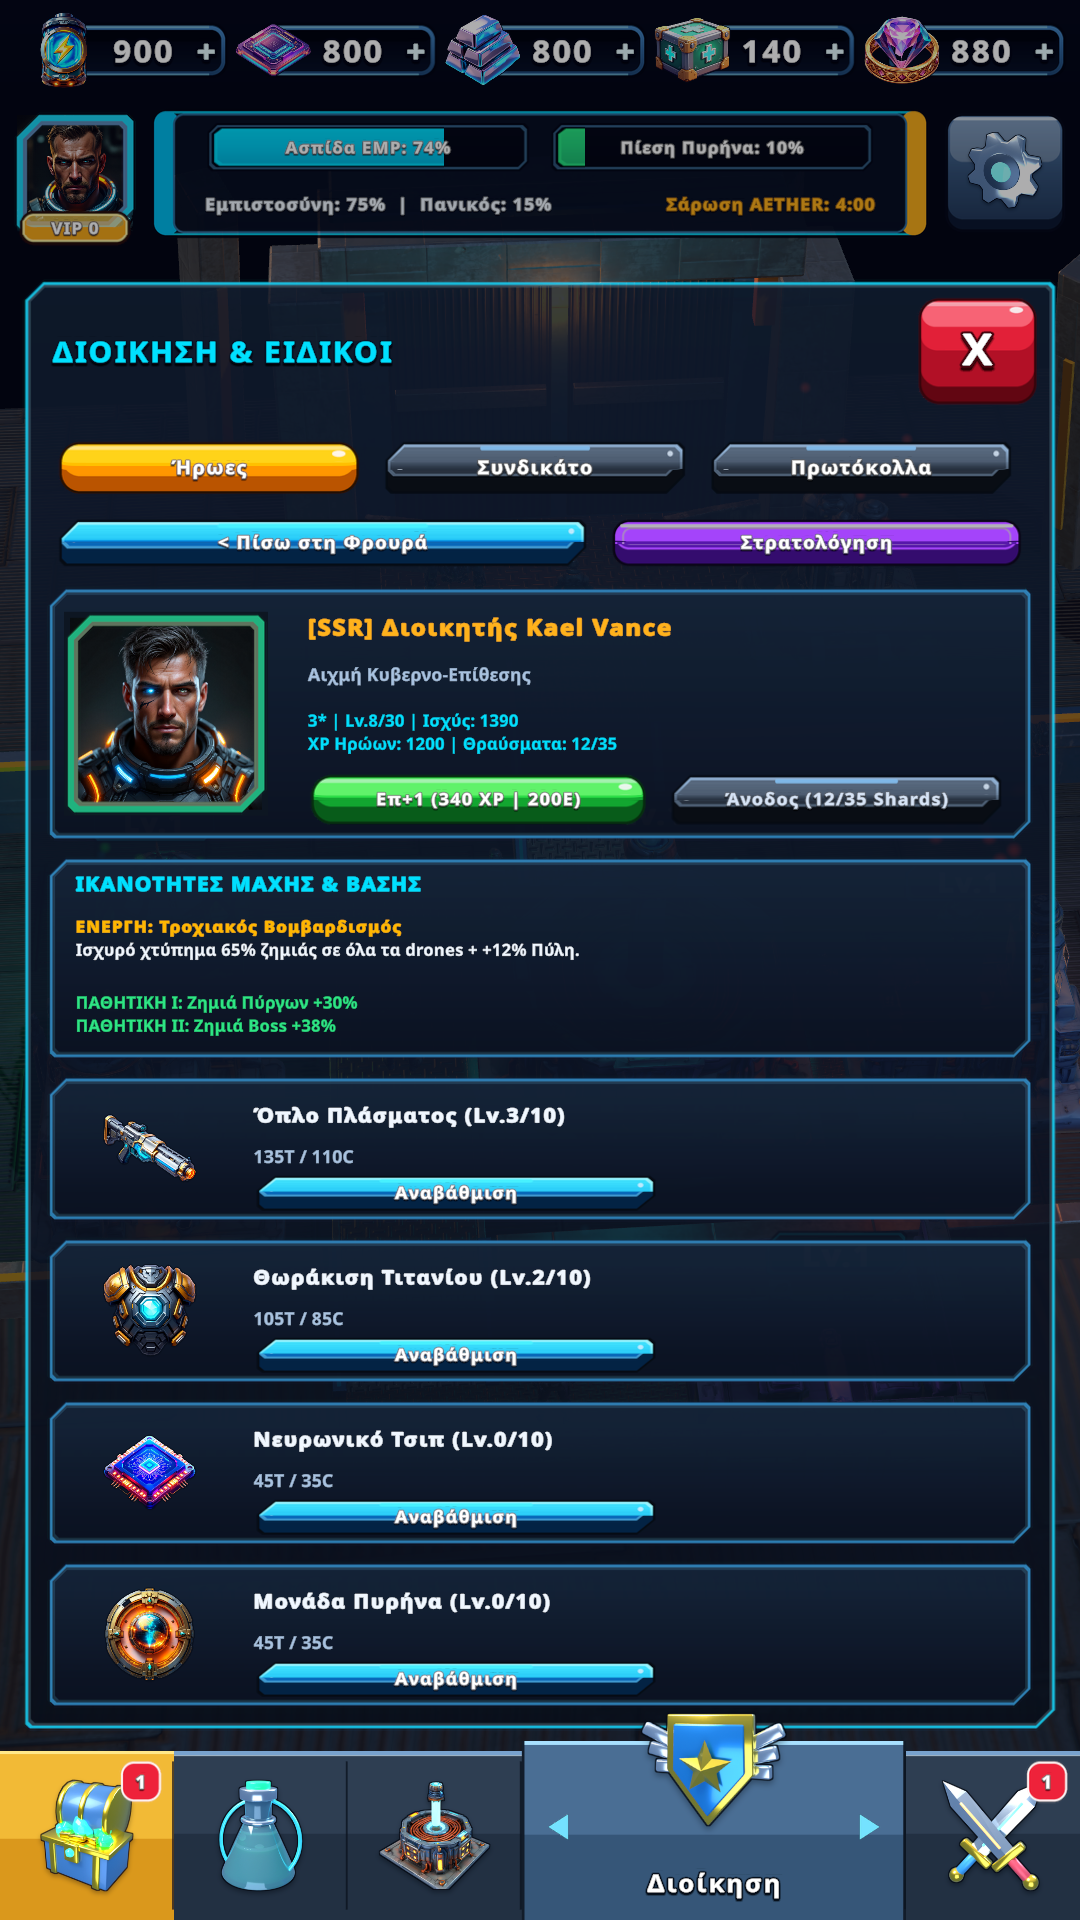 900 + 800 + 800 + 140 + 880 +
Ασπίδα EMP: 74% Πίεση Πυρήνα: 10%
VIP 0 Εμπιστοσύνη: 75% | Πανικός: 15% Σάρωση AETHER: 4:00
ΔΙΟΙΚΗΣΗ & ΕΙΔΙΚΟΙ X
Ήρωες Συνδικάτο Πρωτόκολλα
< Πίσω στη Φρουρά Στρατολόγηση
[SSR] Διοικητής Kael Vance
Αιχμή Κυβερνο-Επίθεσης
3* | Lv.8/30 | Ισχύς: 1390
XP Ηρώων: 1200 | Θραύσματα: 12/35
Επ+1 (340 XP | 200E) Άνοδος (12/35 Shards)
ΙΚΑΝΟΤΗΤΕΣ ΜΑΧΗΣ & ΒΑΣΗΣ
ΕΝΕΡΓΗ: Τροχιακός Βομβαρδισμός
Ισχυρό χτύπημα 65% ζημιάς σε όλα τα drones + +12% Πύλη.
ΠΑΘΗΤΙΚΗ I: Ζημιά Πύργων +30%
ΠΑΘΗΤΙΚΗ II: Ζημιά Boss +38%
Όπλο Πλάσματος (Lv.3/10)
135T / 110C
Αναβάθμιση
Θωράκιση Τιτανίου (Lv.2/10)
105T / 85C
Αναβάθμιση
Νευρωνικό Τσιπ (Lv.0/10)
45T / 35C
Αναβάθμιση
Μονάδα Πυρήνα (Lv.0/10)
45T / 35C
Αναβάθμιση
1 1
Διοίκηση